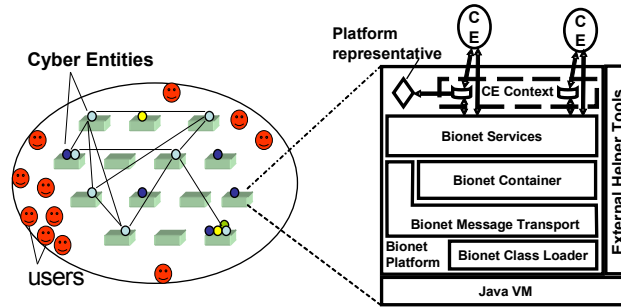 Cyber Entities
users
Platform
representative
C
E
C
E
CE Context
Bionet Services
Bionet Container
Bionet Message Transport
Bionet
Platform
Bionet Class Loader
Java VM
External Helper Tools